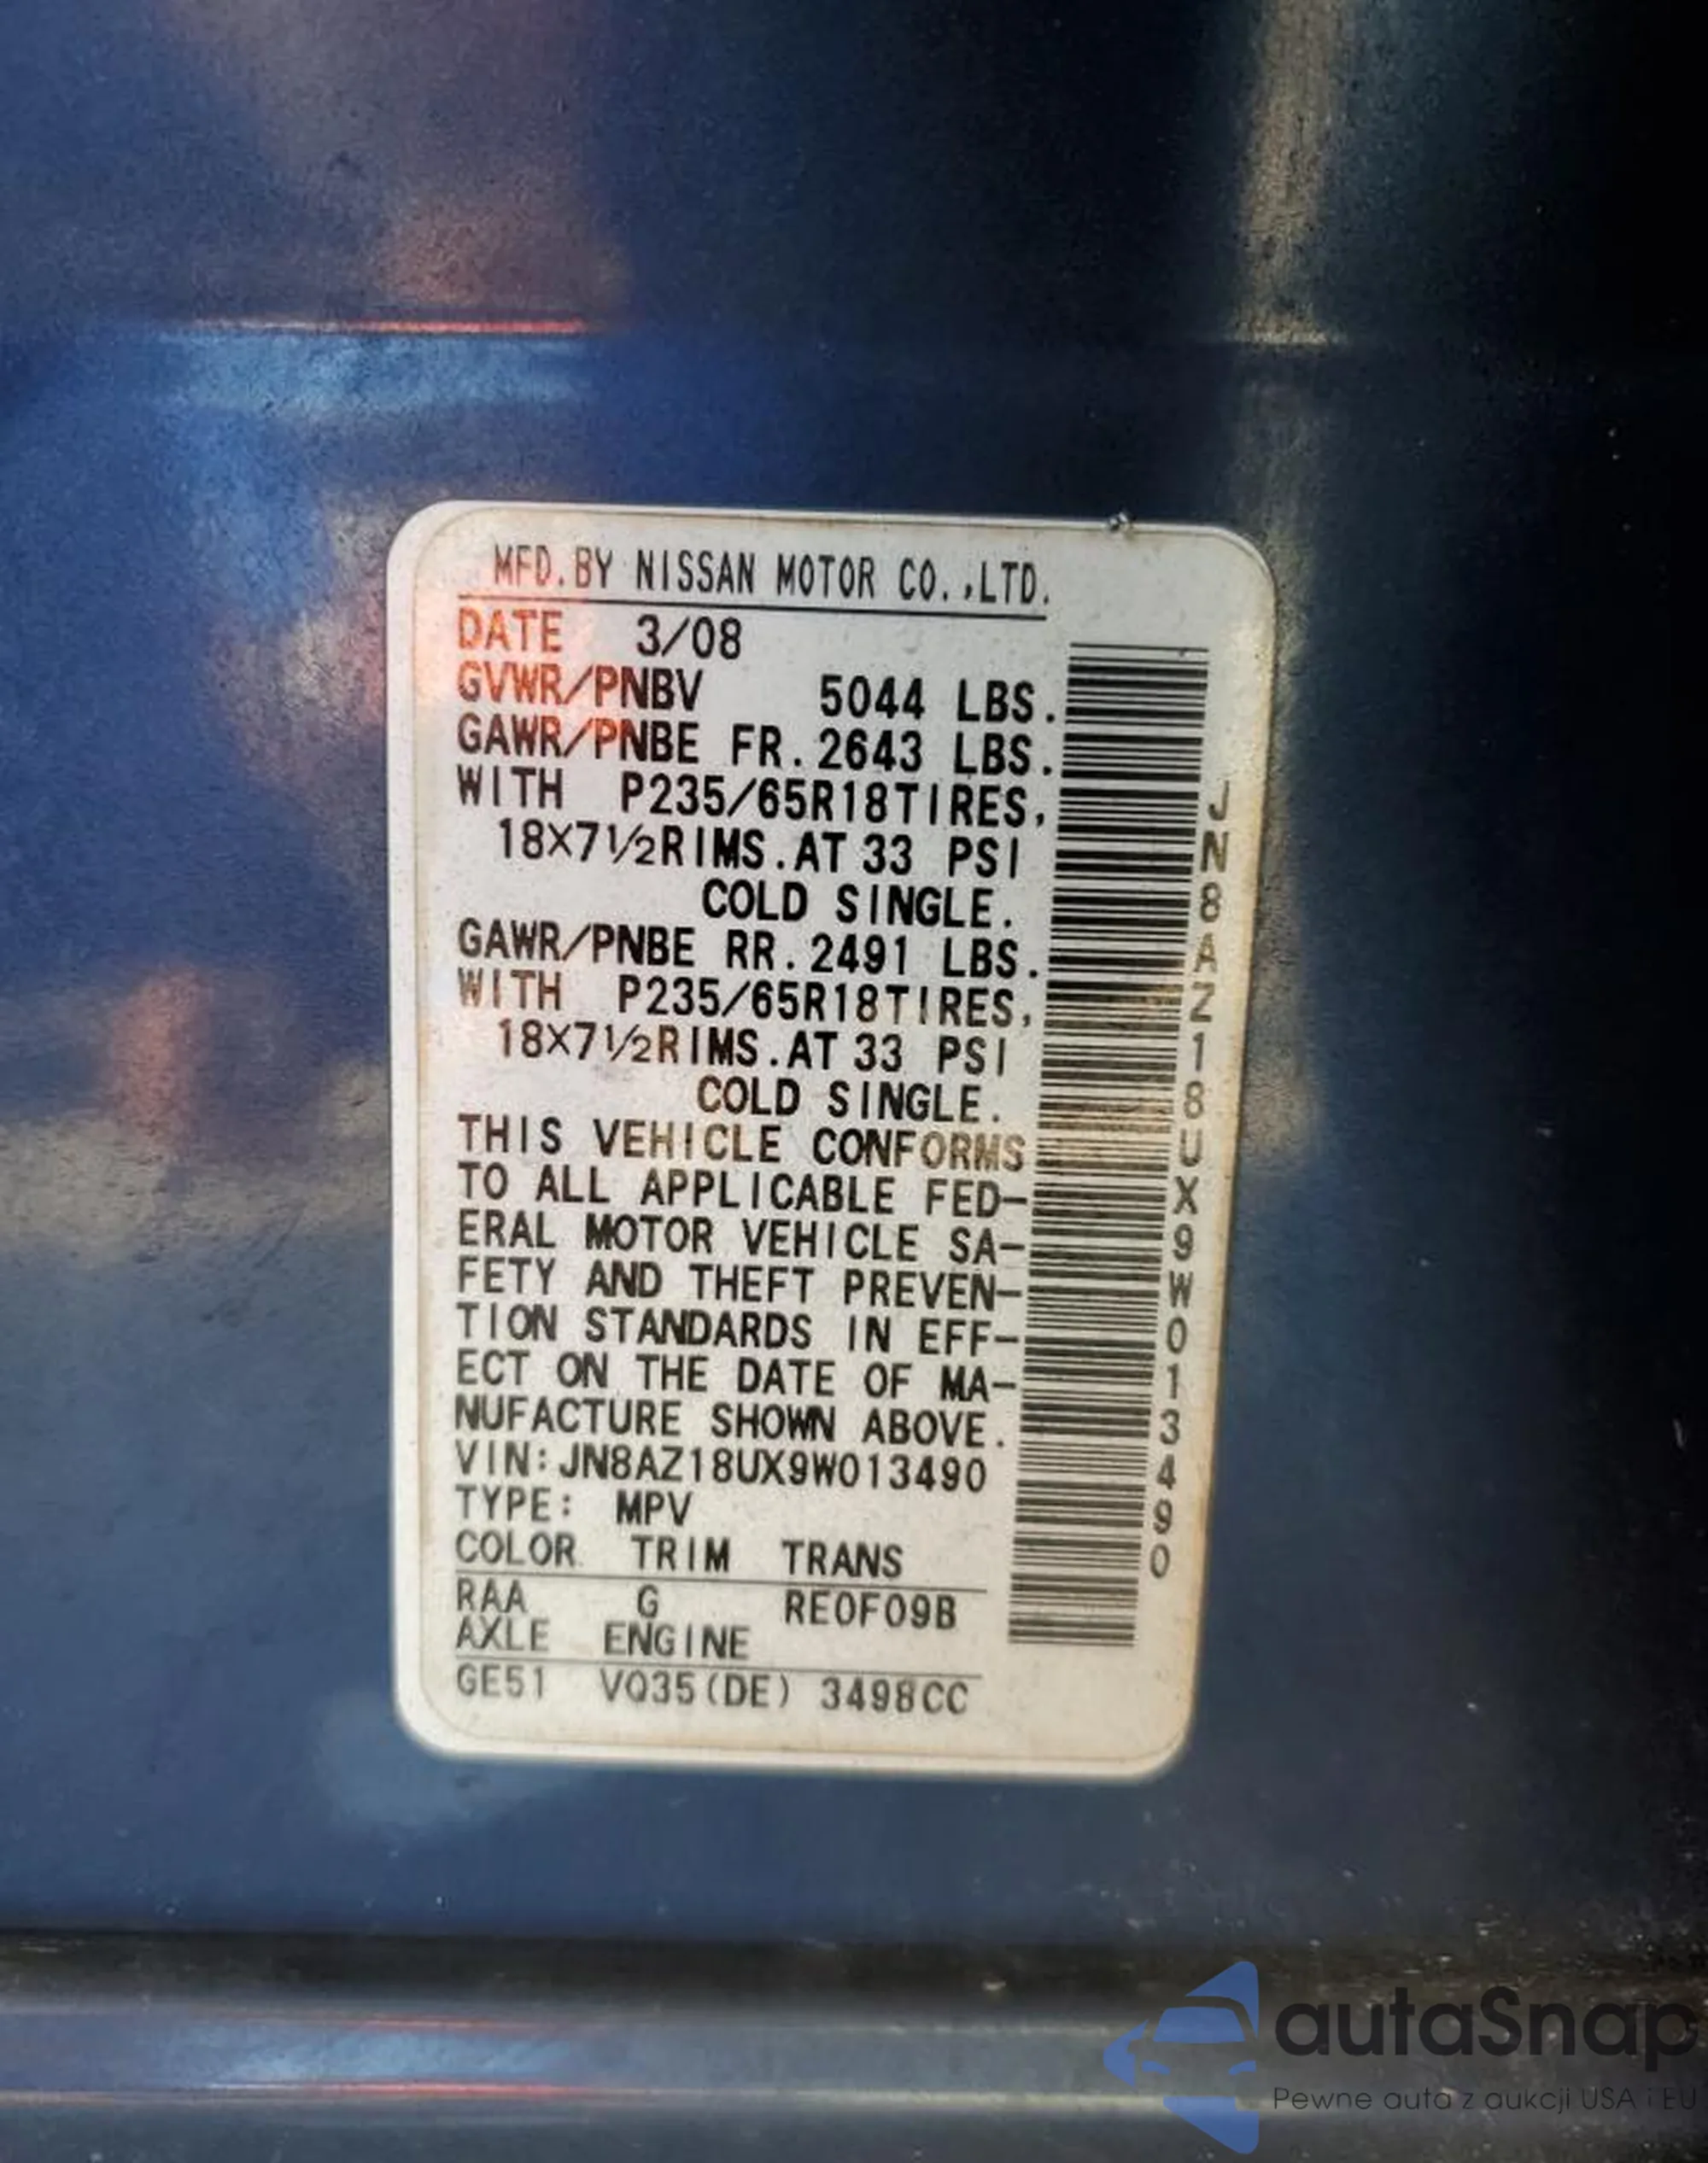 MFD. BY NISSAN MOTOR CO.,LTD.
DATE 3/08
GVWR/PNBV 5044 LBS.
GAWR/PNBE FR. 2643 LBS.
WITH P235/65R18TIRES,
18X7½RIMS. AT 33 PSI
COLD SINGLE.
GAWR/PNBE RR. 2491 LBS.
WITH P235/65R18TIRES,
18X7½RIMS. AT 33 PSI
COLD SINGLE.
THIS VEHICLE CONFORMS
TO ALL APPLICABLE FED-
ERAL MOTOR VEHICLE SA-
FETY AND THEFT PREVEN-
TION STANDARDS IN EFF-
ECT ON THE DATE OF MA-
NUFACTURE SHOWN ABOVE.
VIN: JN8AZ18UX9W013490
TYPE: MPV
COLOR TRIM TRANS
RAA G RE0F09B
AXLE ENGINE
GE51 VQ35(DE) 3498CC
JN8AZ18UX9W013490
autaSnap
Pewne auta z aukcji USA i EU